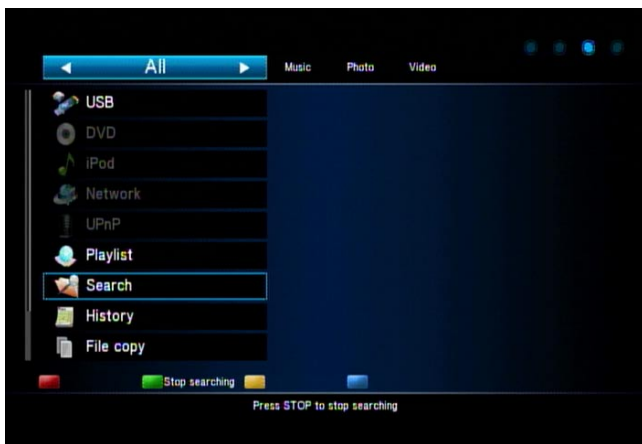 All Music Photo Video
USB
DVD
iPod
Network
UPnP
Playlist
Search
History
File copy
Stop searching
Press STOP to stop searching